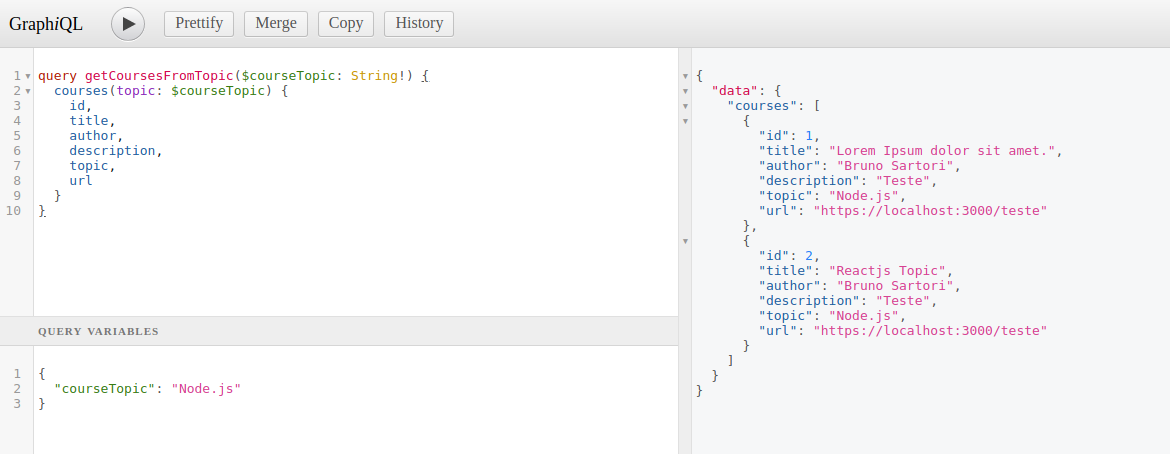 GraphiQL
Prettify
Merge
Copy
History
1 query getCoursesFromTopic($courseTopic: String!) {
2   courses(topic: $courseTopic) {
3     id,
4     title,
5     author,
6     description,
7     topic,
8     url
9   }
10 }
QUERY VARIABLES
1 {
2   "courseTopic": "Node.js"
3 }
{
  "data": {
    "courses": [
      {
        "id": 1,
        "title": "Lorem Ipsum dolor sit amet.",
        "author": "Bruno Sartori",
        "description": "Teste",
        "topic": "Node.js",
        "url": "https://localhost:3000/teste"
      },
      {
        "id": 2,
        "title": "Reactjs Topic",
        "author": "Bruno Sartori",
        "description": "Teste",
        "topic": "Node.js",
        "url": "https://localhost:3000/teste"
      }
    ]
  }
}